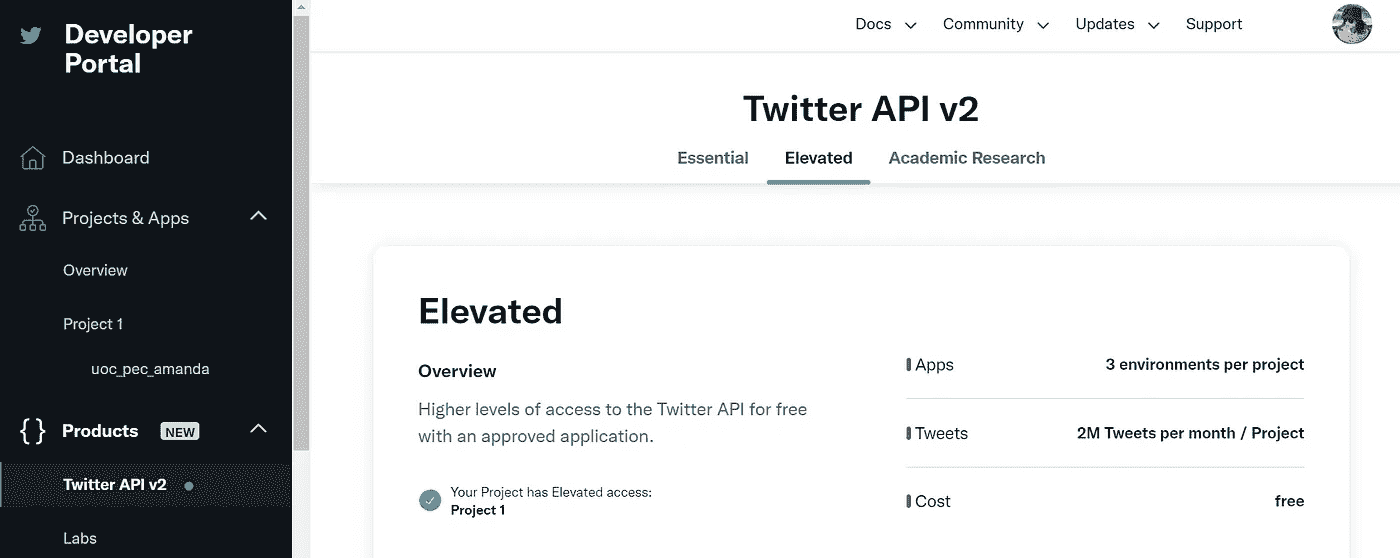 Developer
Portal
Dashboard
Projects & Apps
Overview
Project 1
uoc_pec_amanda
{ } Products NEW
Twitter API v2
Labs
Docs Community Updates Support
Twitter API v2
Essential Elevated Academic Research
Elevated
Overview
Higher levels of access to the Twitter API for free
with an approved application.
Your Project has Elevated access:
Project 1
Apps 3 environments per project
Tweets 2M Tweets per month / Project
Cost free